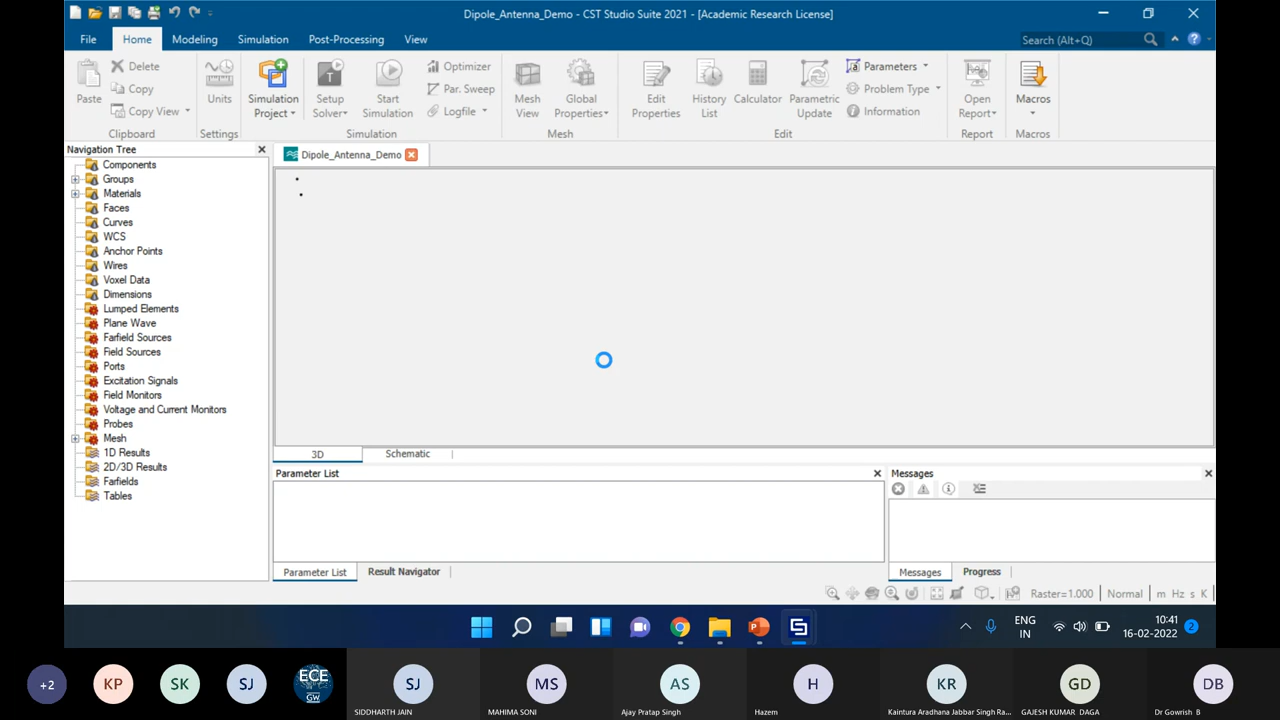 Dipole_Antenna_Demo - CST Studio Suite 2021 - [Academic Research License]
File Home Modeling Simulation Post-Processing View
Search (Alt+Q)
Paste
Delete
Copy
Copy View
Clipboard
Units
Settings
Simulation
Project
Setup
Solver
Start
Simulation
Optimizer
Par. Sweep
Logfile
Simulation
Mesh
View
Global
Properties
Mesh
Edit
Properties
History
List
Calculator
Parametric
Update
Parameters
Problem Type
Information
Edit
Open
Report
Report
Macros
Macros
Navigation Tree
Components
Groups
Materials
Faces
Curves
WCS
Anchor Points
Wires
Voxel Data
Dimensions
Lumped Elements
Plane Wave
Farfield Sources
Field Sources
Ports
Excitation Signals
Field Monitors
Voltage and Current Monitors
Probes
Mesh
1D Results
2D/3D Results
Farfields
Tables
Dipole_Antenna_Demo
3D Schematic
Parameter List
Parameter List Result Navigator
Messages
Messages Progress
Raster=1.000 Normal m Hz s K
ENG
IN
10:41
16-02-2022
2
+2
KP
SK
SJ
ECE
GW
SJ
SIDDHARTH JAIN
MS
MAHIMA SONI
AS
Ajay Pratap Singh
H
Hazem
KR
Kaintura Aradhana Jabbar Singh Ra...
GD
GAJESH KUMAR DAGA
DB
Dr Gowrish B